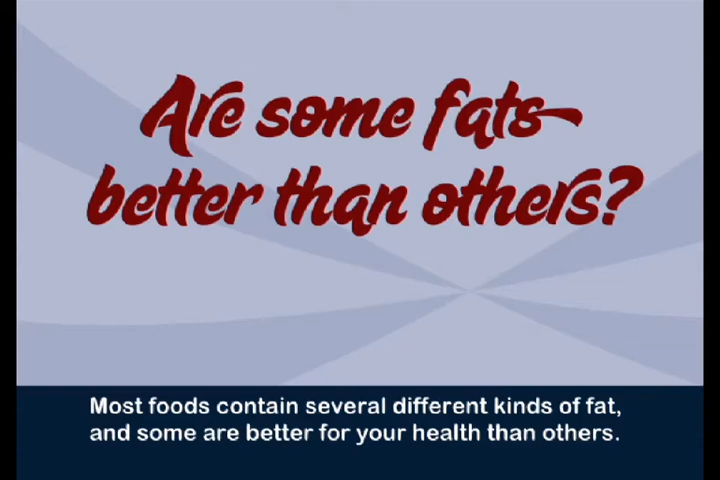 Are some fats
better than others?
Most foods contain several different kinds of fat,
and some are better for your health than others.